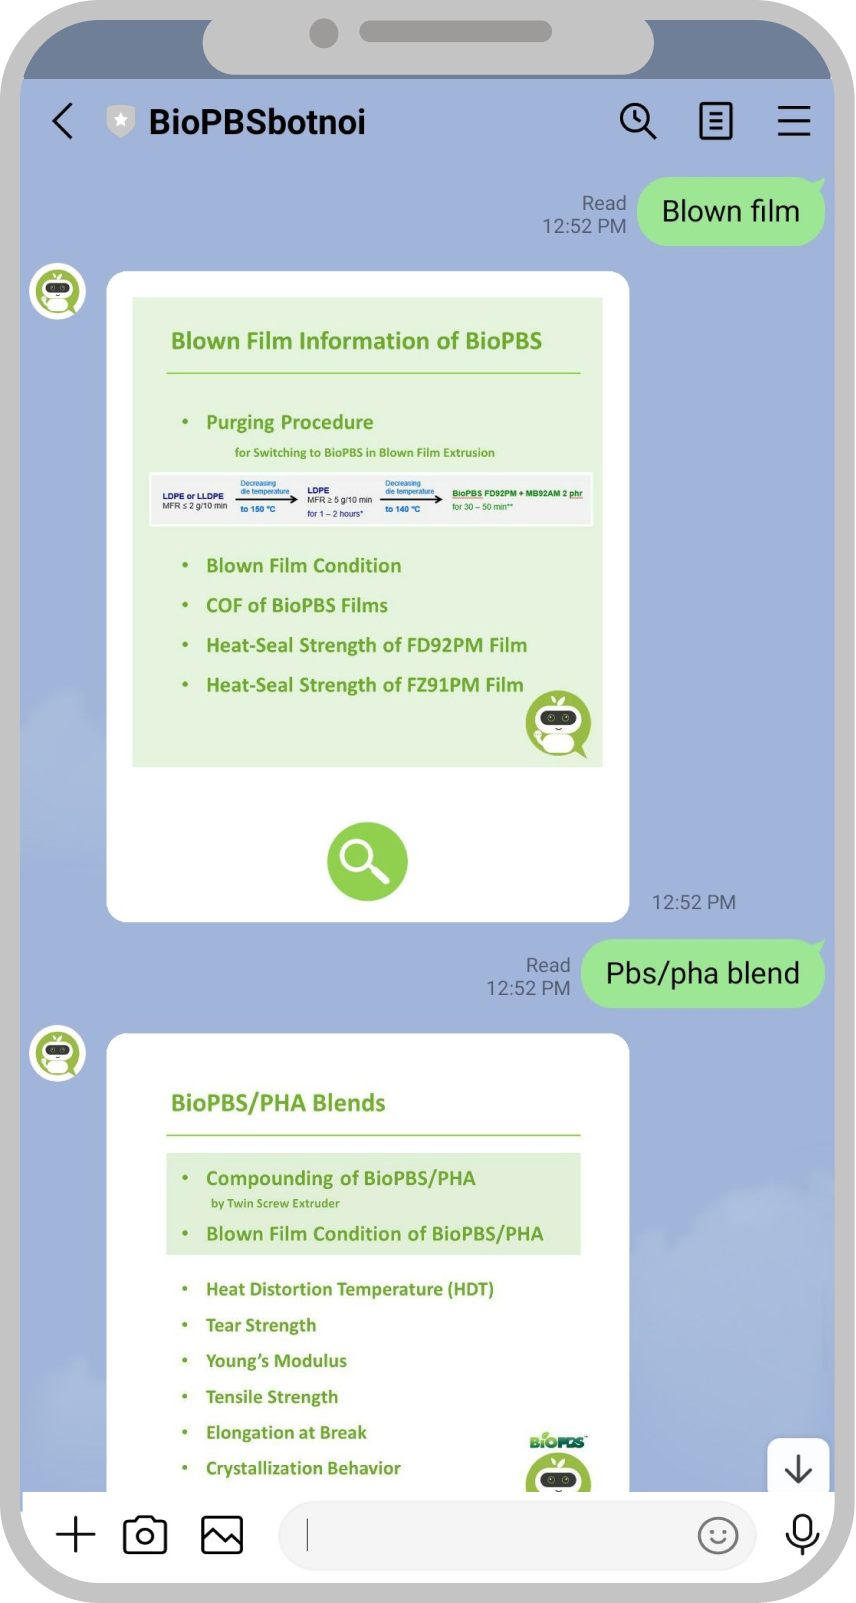 BioPBSbotnoi
Read
12:52 PM
Blown film
Blown Film Information of BioPBS
• Purging Procedure
for Switching to BioPBS in Blown Film Extrusion
LDPE or LLDPE
MFR ≤ 2 g/10 min
Decreasing
die temperature
to 150 °C
LDPE
MFR ≥ 5 g/10 min
for 1 – 2 hours*
Decreasing
die temperature
to 140 °C
BioPBS FD92PM + MB92AM 2 phr
for 30 – 50 min**
• Blown Film Condition
• COF of BioPBS Films
• Heat-Seal Strength of FD92PM Film
• Heat-Seal Strength of FZ91PM Film
12:52 PM
Read
12:52 PM
Pbs/pha blend
BioPBS/PHA Blends
• Compounding of BioPBS/PHA
by Twin Screw Extruder
• Blown Film Condition of BioPBS/PHA
• Heat Distortion Temperature (HDT)
• Tear Strength
• Young’s Modulus
• Tensile Strength
• Elongation at Break
• Crystallization Behavior
BioPBS™